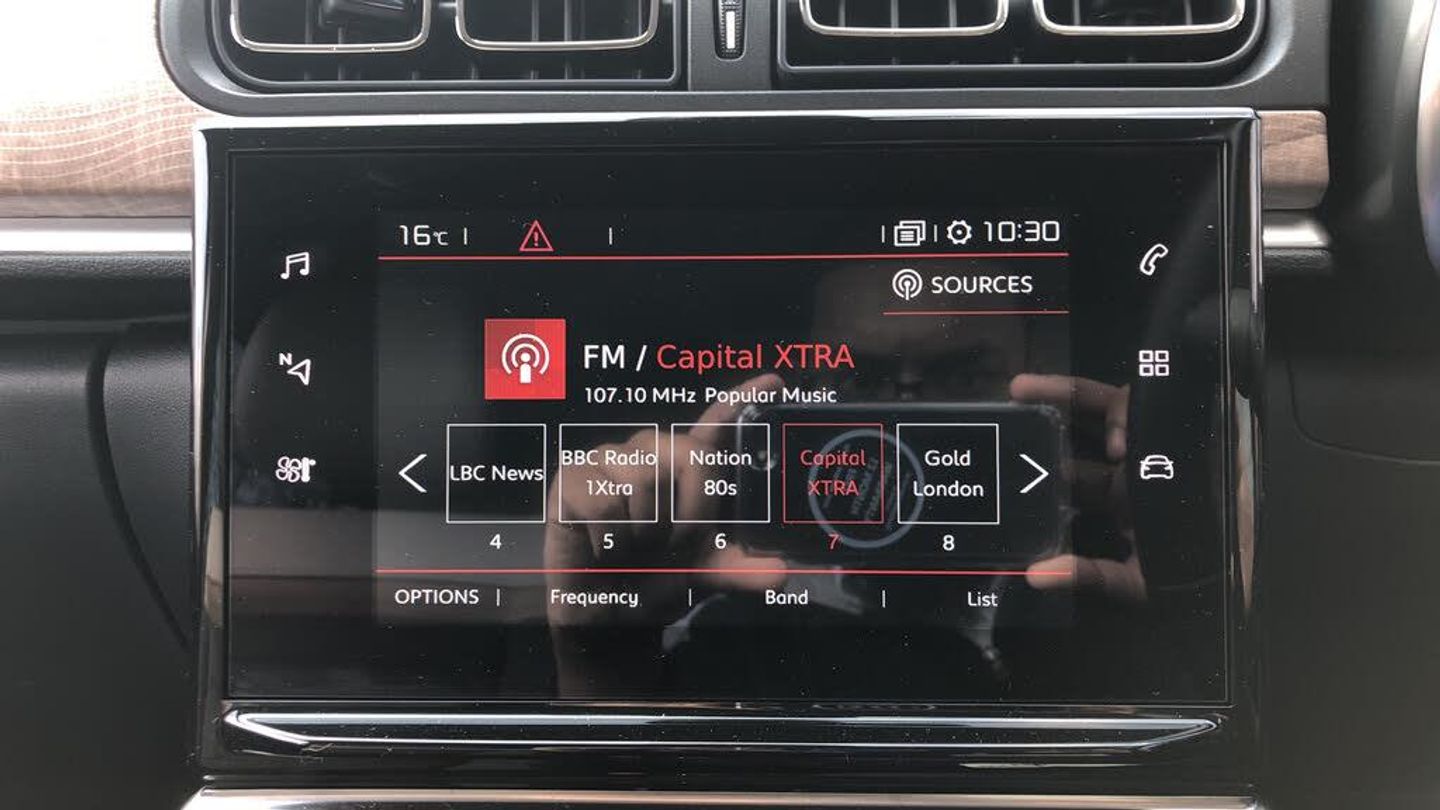 16°C
10:30
SOURCES
FM / Capital XTRA
107.10 MHz Popular Music
LBC News
BBC Radio
1Xtra
Nation
80s
Capital
XTRA
Gold
London
4 5 6 7 8
OPTIONS Frequency Band List
N